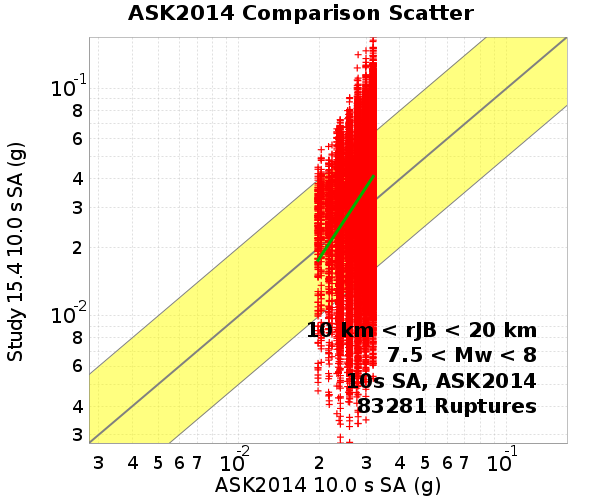 ASK2014 Comparison Scatter
Study 15.4 10.0 s SA (g)
10-1
8
6
4
3
2
10-2
8
6
4
3
10 km < rJB < 20 km
7.5 < Mw < 8
10s SA, ASK2014
83281 Ruptures
3 4 5 6 7 10-2 2 3 4 5 6 7 10-1
ASK2014 10.0 s SA (g)